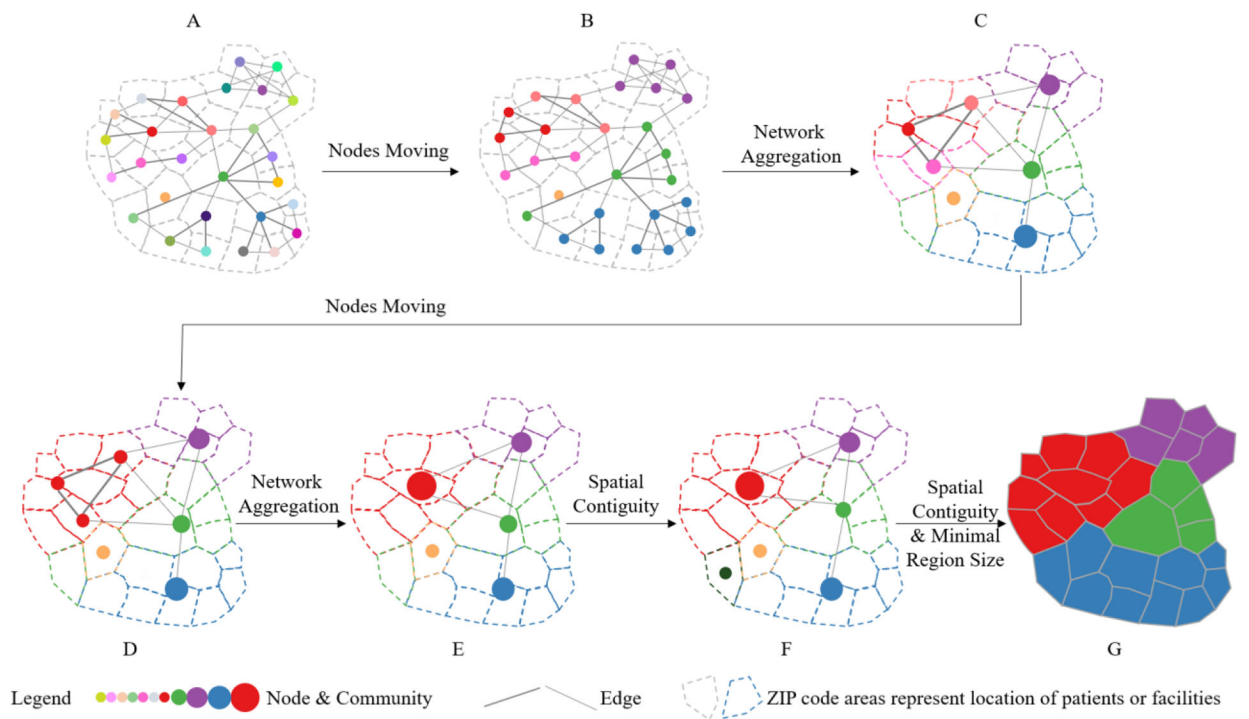 A
B
C
Nodes Moving
Network
Aggregation
Nodes Moving
Network
Aggregation
Spatial
Contiguity
Spatial
Contiguity
& Minimal
Region Size
D
E
F
G
Legend
Node & Community
Edge
ZIP code areas represent location of patients or facilities